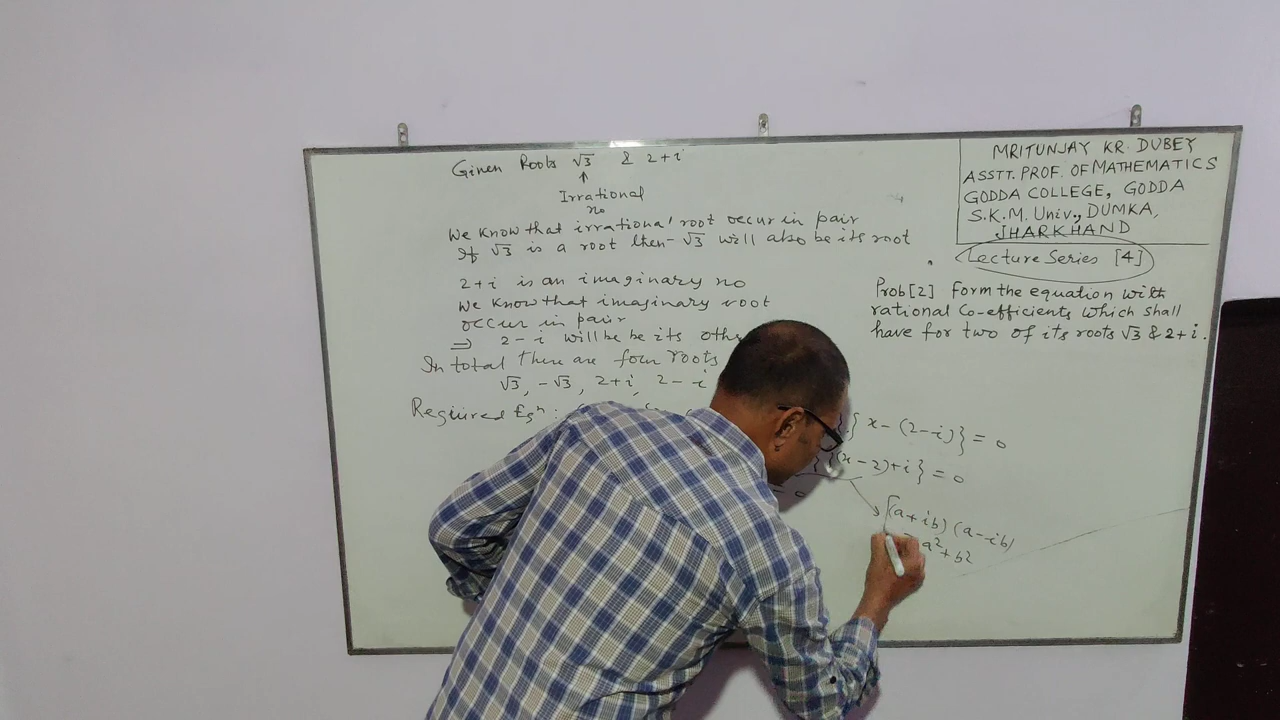 Given Roots √3 & 2+i
↑
Irrational
no
We know that irrational root occur in pair
If √3 is a root then -√3 will also be its root
2+i is an imaginary no
We know that imaginary root
occur in pair
⇒ 2-i will be be its othe
In total there are four roots
√3, -√3, 2+i, 2-i
Required Eqⁿ:
}{x-(2-i)}=0
}{(x-2)+i}=0
=0
[(a+ib)(a-ib)
a²+b²
MRITUNJAY KR. DUBEY
ASSTT. PROF. OF MATHEMATICS
GODDA COLLEGE, GODDA
S.K.M. Univ., DUMKA,
JHARKHAND
Lecture Series [4]
Prob[2] Form the equation with
rational Co-efficients which shall
have for two of its roots √3 & 2+i.